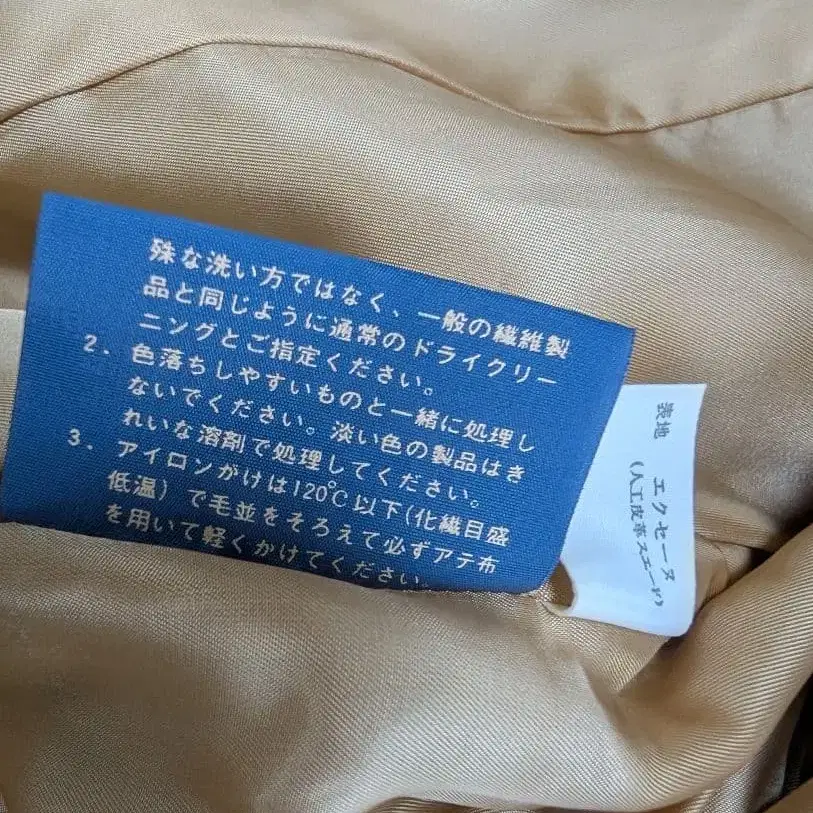 殊な洗い方ではなく、一般の繊維製
品と同じように通常のドライクリー
ニングとご指定ください。
2. 色落ちしやすいものと一緒に処理し
ないでください。淡い色の製品はき
れいな溶剤で処理してください。
3. アイロンがけは120℃以下(化繊目盛
低温)で毛並をそろえて必ずアテ布
を用いて軽くかけてください。
表地 エクセーヌ
(人工皮革スエード)